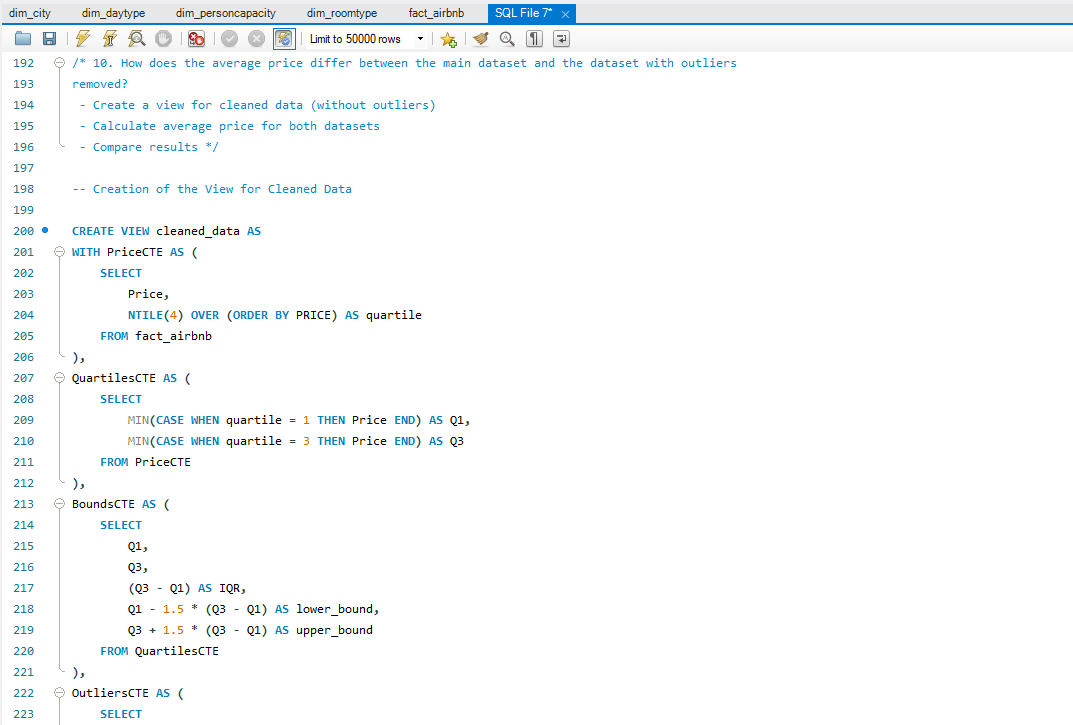 dim_city dim_daytype dim_personcapacity dim_roomtype fact_airbnb SQL File 7*
Limit to 50000 rows
192 /* 10. How does the average price differ between the main dataset and the dataset with outliers
193 removed?
194 - Create a view for cleaned data (without outliers)
195 - Calculate average price for both datasets
196 - Compare results */
197
198 -- Creation of the View for Cleaned Data
199
200 CREATE VIEW cleaned_data AS
201 WITH PriceCTE AS (
202 SELECT
203 Price,
204 NTILE(4) OVER (ORDER BY PRICE) AS quartile
205 FROM fact_airbnb
206 ),
207 QuartilesCTE AS (
208 SELECT
209 MIN(CASE WHEN quartile = 1 THEN Price END) AS Q1,
210 MIN(CASE WHEN quartile = 3 THEN Price END) AS Q3
211 FROM PriceCTE
212 ),
213 BoundsCTE AS (
214 SELECT
215 Q1,
216 Q3,
217 (Q3 - Q1) AS IQR,
218 Q1 - 1.5 * (Q3 - Q1) AS lower_bound,
219 Q3 + 1.5 * (Q3 - Q1) AS upper_bound
220 FROM QuartilesCTE
221 ),
222 OutliersCTE AS (
223 SELECT